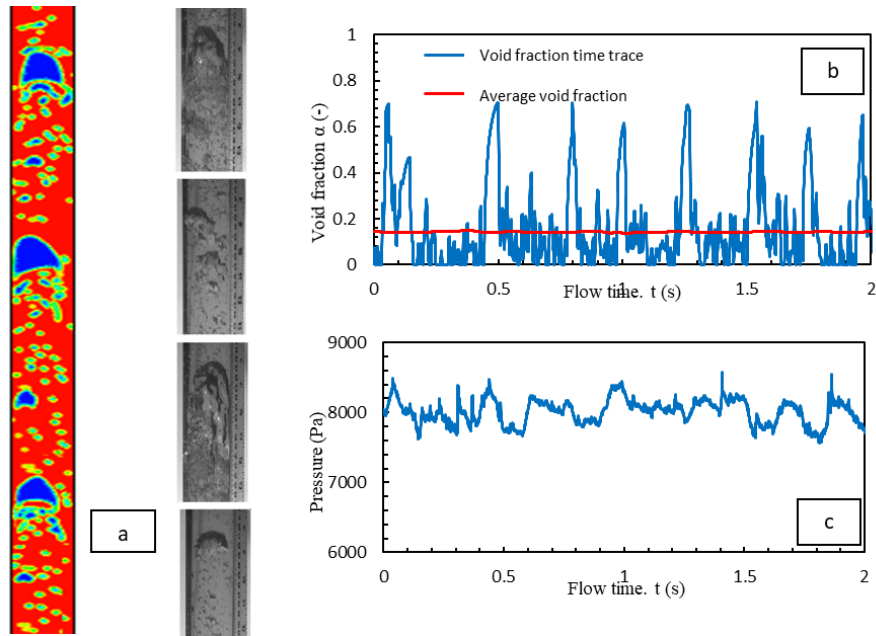 a
b
Void fraction time trace
Average void fraction
1
0.8
0.6
0.4
0.2
0
Void fraction α (-)
0
0.5
1
1.5
2
Flow time. t (s)
c
9000
8000
7000
6000
Pressure (Pa)
0
0.5
1
1.5
2
Flow time. t (s)